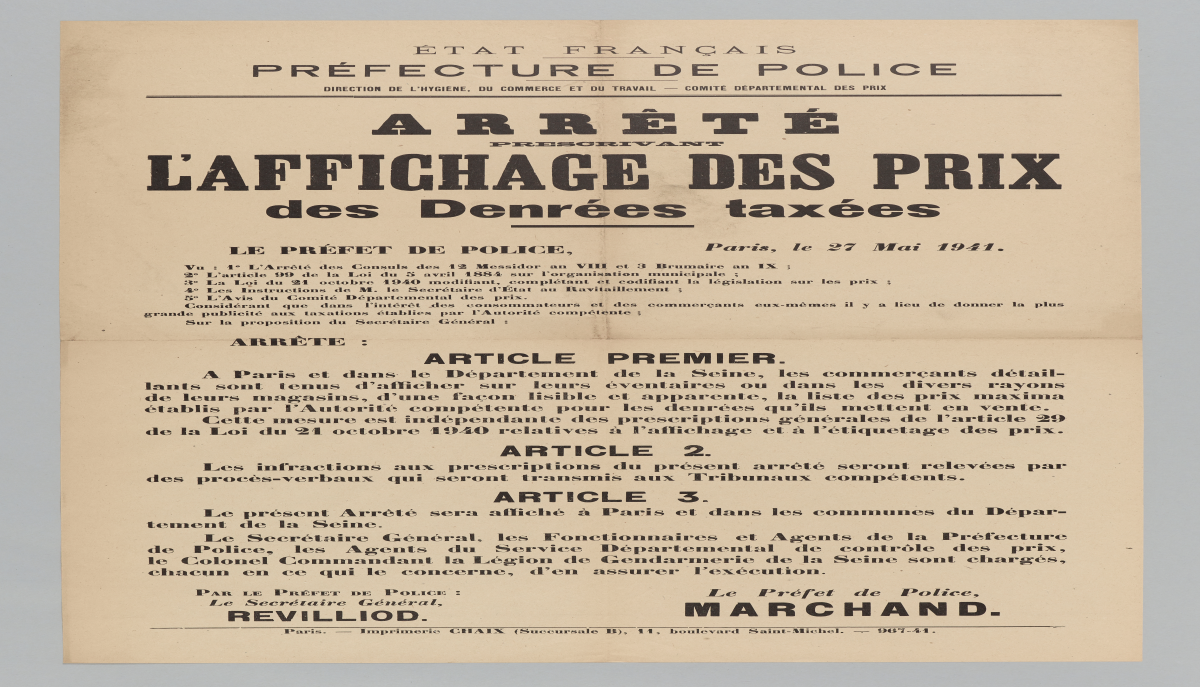 ÉTAT FRANÇAIS
PRÉFECTURE DE POLICE
DIRECTION DE L'HYGIÈNE, DU COMMERCE ET DU TRAVAIL — COMITÉ DÉPARTEMENTAL DES PRIX
ARRÊTÉ
PRESCRIVANT
L'AFFICHAGE DES PRIX
des Denrées taxées
LE PRÉFET DE POLICE,
Paris, le 27 Mai 1941.
Vu : 1° L'Arrêté des Consuls des 12 Messidor an VIII et 3 Brumaire an IX ;
2° L'article 99 de la Loi du 5 avril 1884 sur l'organisation municipale ;
3° La Loi du 21 octobre 1940 modifiant, complétant et codifiant la législation sur les prix ;
4° Les Instructions de M. le Secrétaire d'État au Ravitaillement ;
5° L'Avis du Comité Départemental des prix.
Considérant que dans l'intérêt des consommateurs et des commerçants eux-mêmes il y a lieu de donner la plus
grande publicité aux taxations établies par l'Autorité compétente ;
Sur la proposition du Secrétaire Général :
ARRÊTE :
ARTICLE PREMIER.
A Paris et dans le Département de la Seine, les commerçants détail-
lants sont tenus d'afficher sur leurs éventaires ou dans les divers rayons
de leurs magasins, d'une façon lisible et apparente, la liste des prix maxima
établis par l'Autorité compétente pour les denrées qu'ils mettent en vente.
Cette mesure est indépendante des prescriptions générales de l'article 29
de la Loi du 21 octobre 1940 relatives à l'affichage et à l'étiquetage des prix.
ARTICLE 2.
Les infractions aux prescriptions du présent arrêté seront relevées par
des procès-verbaux qui seront transmis aux Tribunaux compétents.
ARTICLE 3.
Le présent Arrêté sera affiché à Paris et dans les communes du Dépar-
tement de la Seine.
Le Secrétaire Général, les Fonctionnaires et Agents de la Préfecture
de Police, les Agents du Service Départemental de contrôle des prix,
le Colonel Commandant la Légion de Gendarmerie de la Seine sont chargés,
chacun en ce qui le concerne, d'en assurer l'exécution.
PAR LE PRÉFET DE POLICE :
Le Secrétaire Général,
REVILLIOD.
Le Préfet de Police,
MARCHAND.
Paris. — Imprimerie CHAIX (Succursale B), 11, boulevard Saint-Michel. — 967-41.